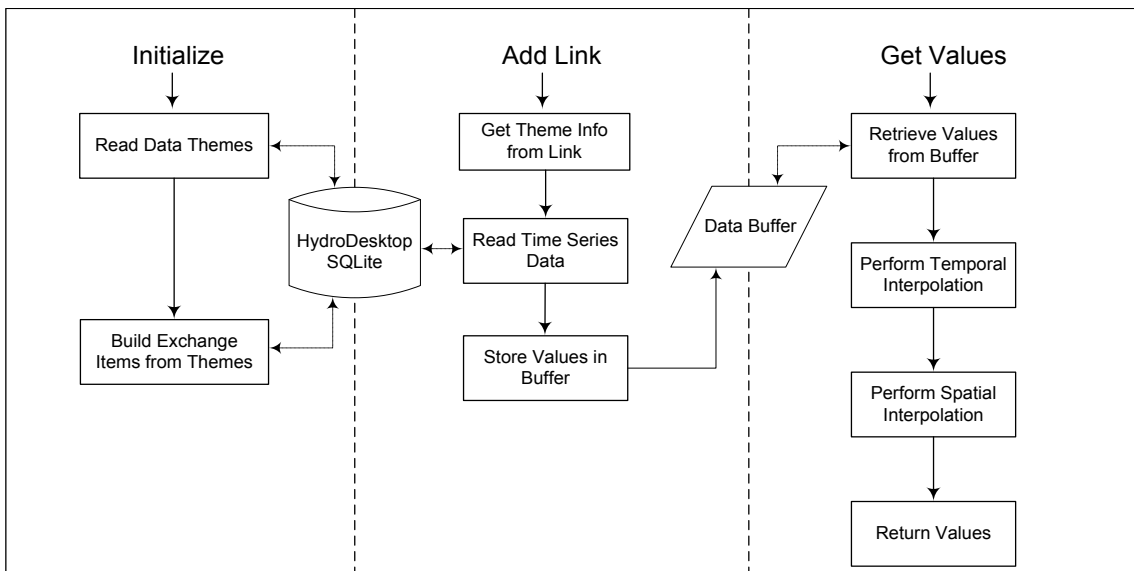 Initialize
Add Link
Get Values
Read Data Themes
Get Theme Info
from Link
Retrieve Values
from Buffer
HydroDesktop
SQLite
Read Time Series
Data
Data Buffer
Perform Temporal
Interpolation
Build Exchange
Items from Themes
Store Values in
Buffer
Perform Spatial
Interpolation
Return Values